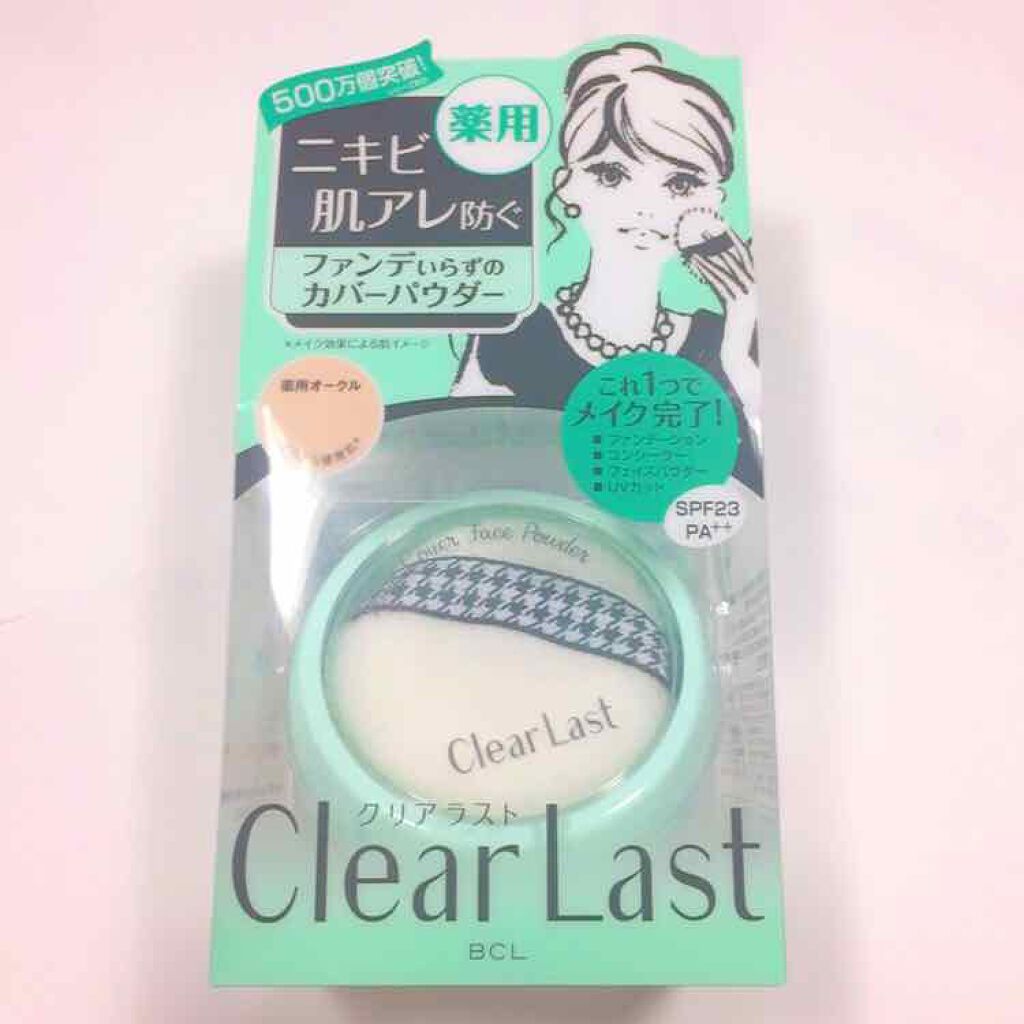 500万個突破!
薬用
ニキビ
肌アレ防ぐ
ファンデいらずの
カバーパウダー
*メイク効果による肌イメージ
薬用オークル
これ1つで
メイク完了!
■ ファンデーション
■ コンシーラー
■ フェイスパウダー
■ UVカット
SPF23
PA++
Cover Face Powder
Clear Last
クリアラスト
Clear Last
BCL